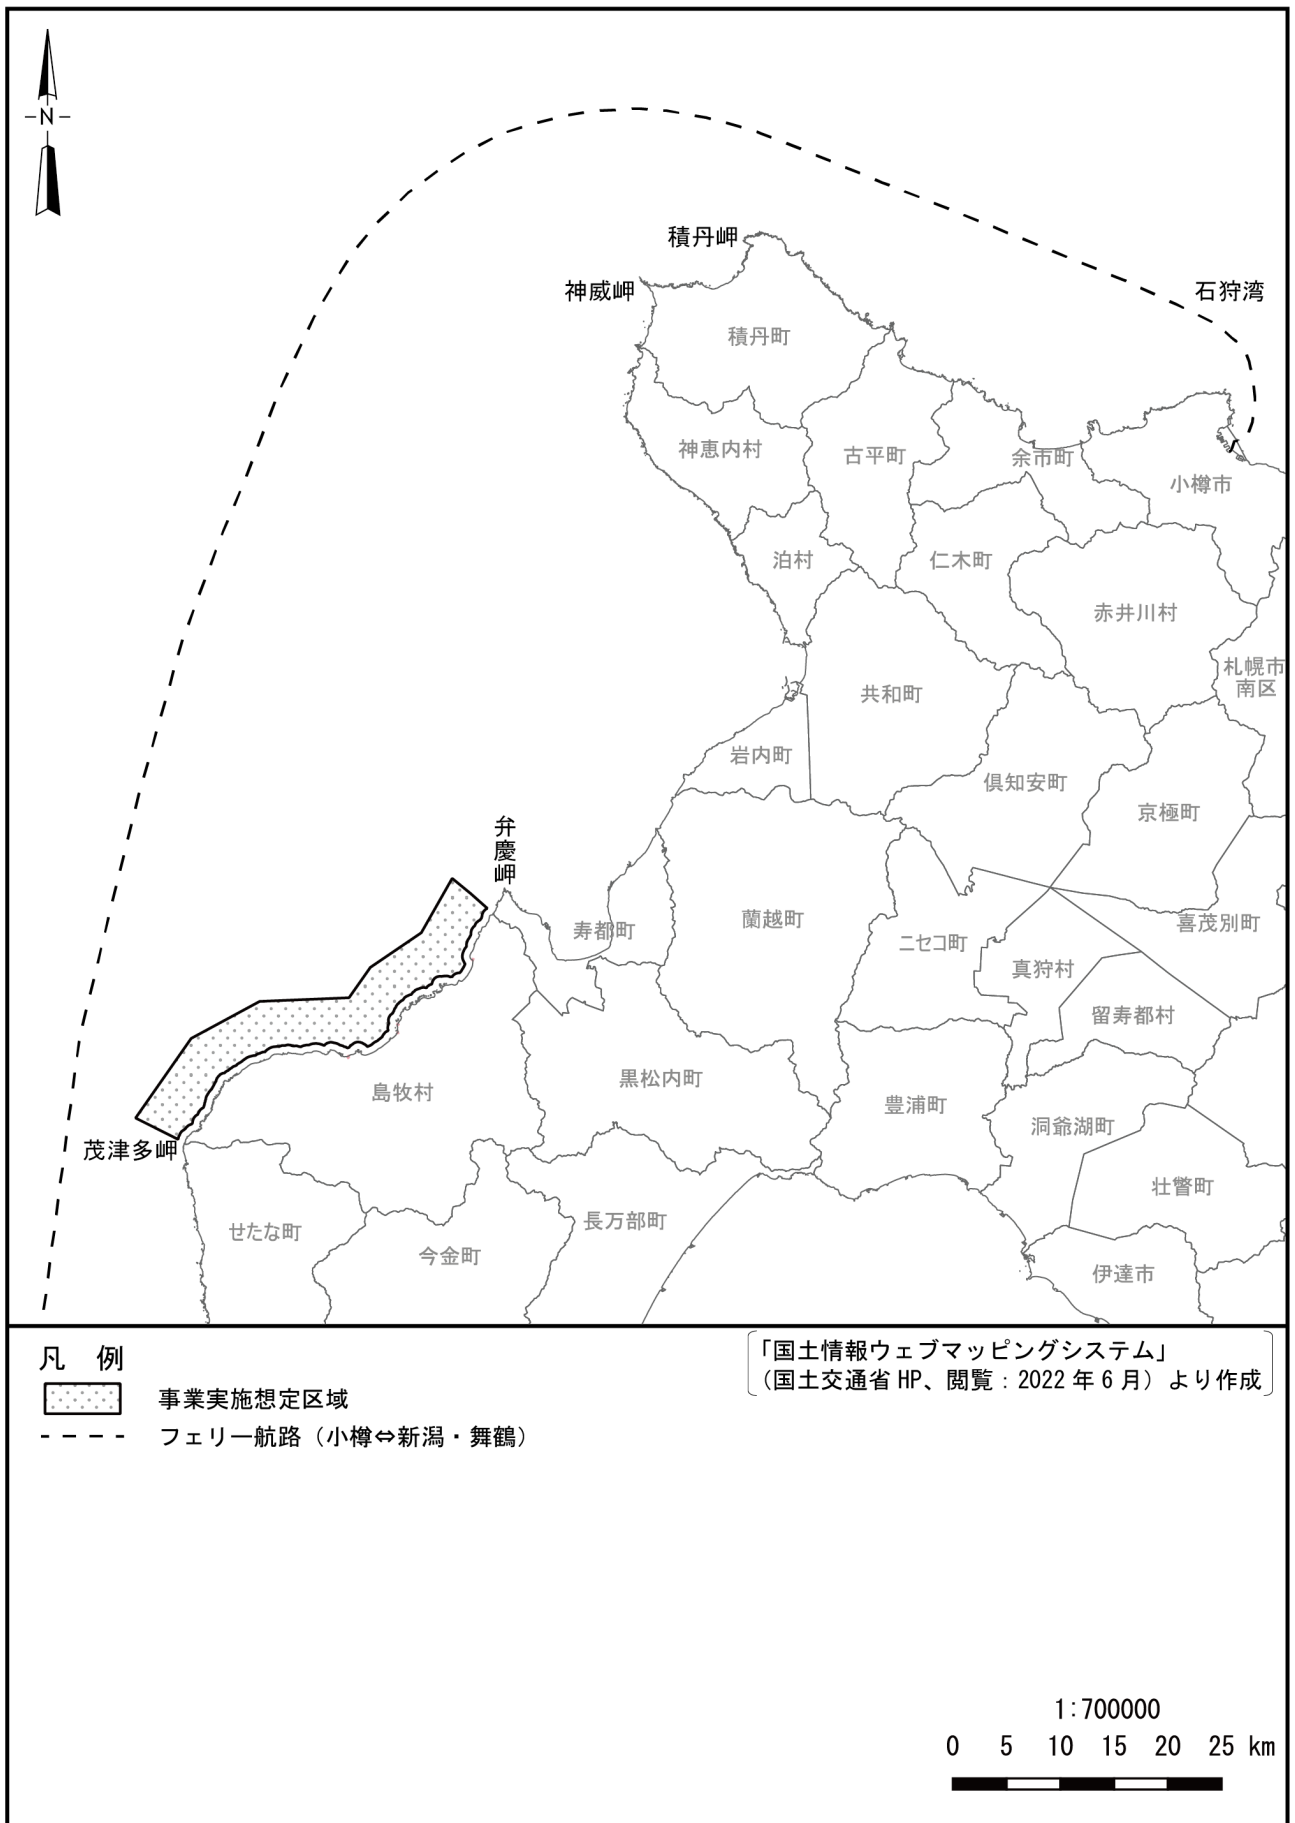 N
積丹岬
神威岬
石狩湾
積丹町
神恵内村
古平町
余市町
小樽市
泊村
仁木町
赤井川村
札幌市
南区
共和町
岩内町
倶知安町
京極町
弁慶岬
寿都町
蘭越町
ニセコ町
喜茂別町
真狩村
留寿都村
島牧村
黒松内町
豊浦町
洞爺湖町
茂津多岬
壮瞥町
せたな町
今金町
長万部町
伊達市
凡 例
事業実施想定区域
フェリー航路（小樽⇔新潟・舞鶴）
「国土情報ウェブマッピングシステム」
（国土交通省 HP、閲覧：2022 年 6 月）より作成
1:700000
0 5 10 15 20 25 km